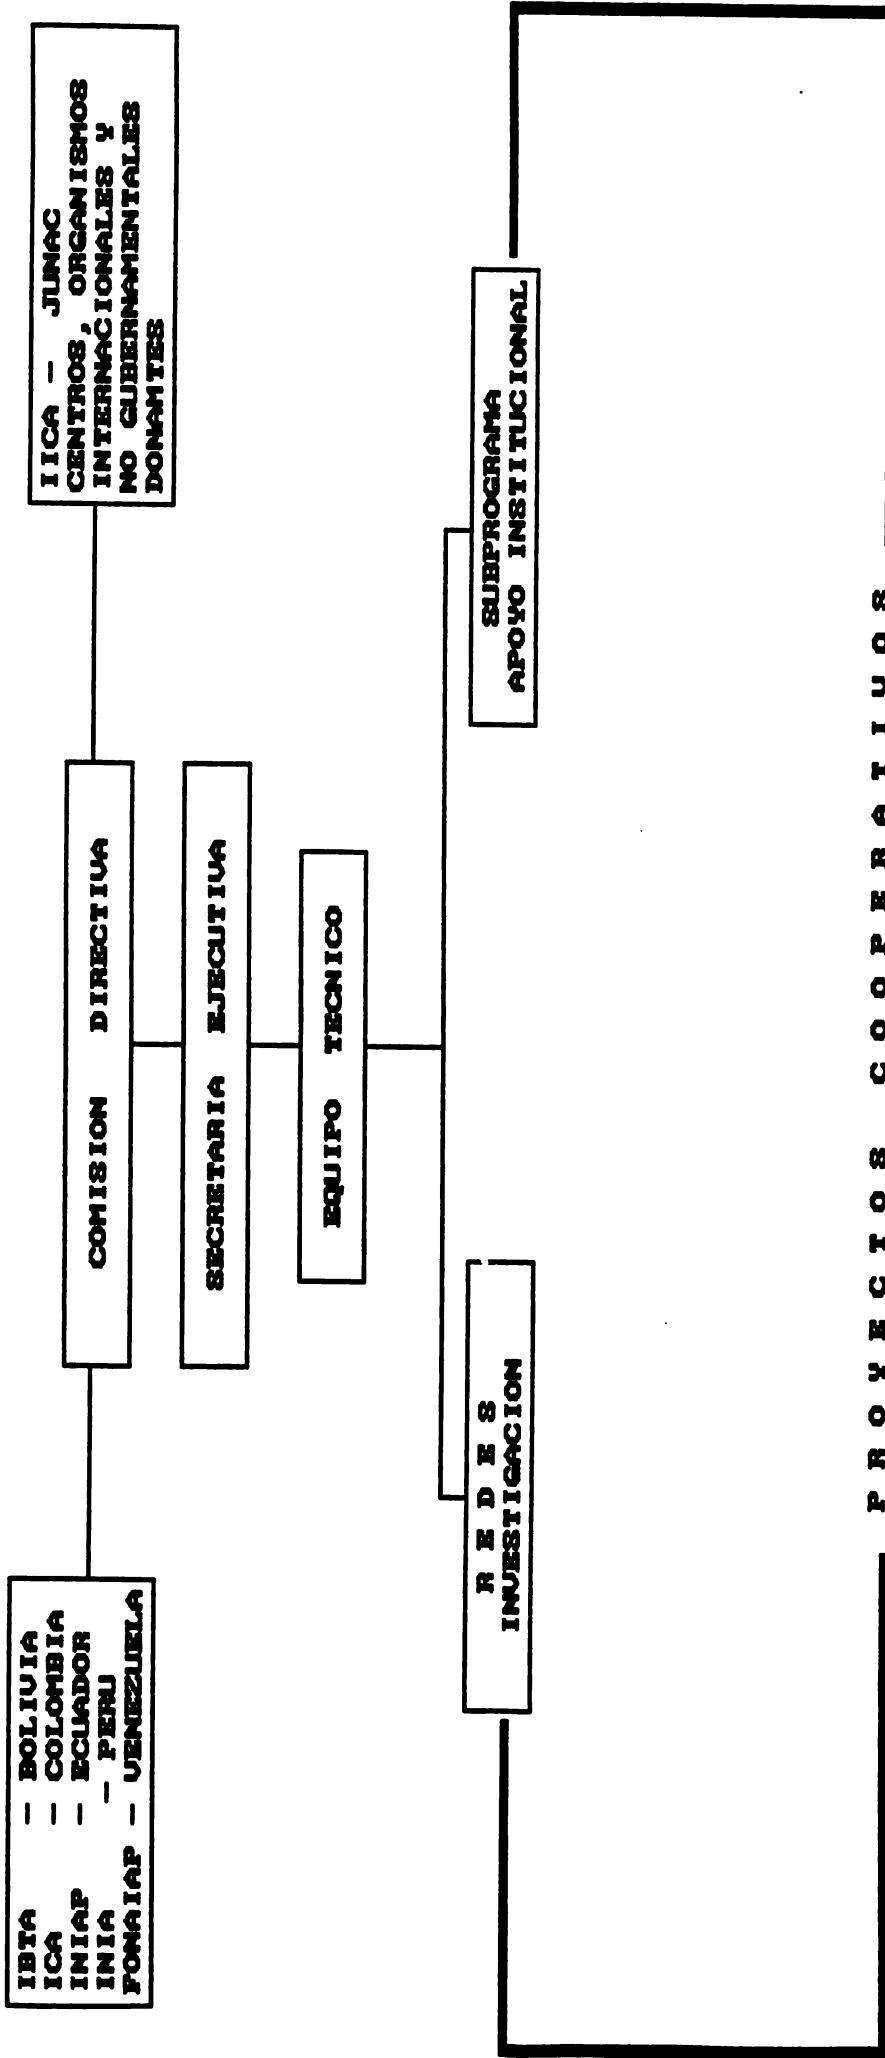 IBTA — BOLIVIA
ICA — COLOMBIA
INIAP — ECUADOR
INIA — PERU
FONAIAP — VENEZUELA
COMISION DIRECTIVA
IICA — JUNAC
CENTROS, ORGANISMOS
INTERNACIONALES Y
NO GUBERNAMENTALES
DONANTES
SECRETARIA EJECUTIVA
EQUIPO TECNICO
R E D E S
INVESTIGACION
SUBPROGRAMA
APOYO INSTITUCIONAL
P R O Y E C T O S C O O P E R A T I V O S